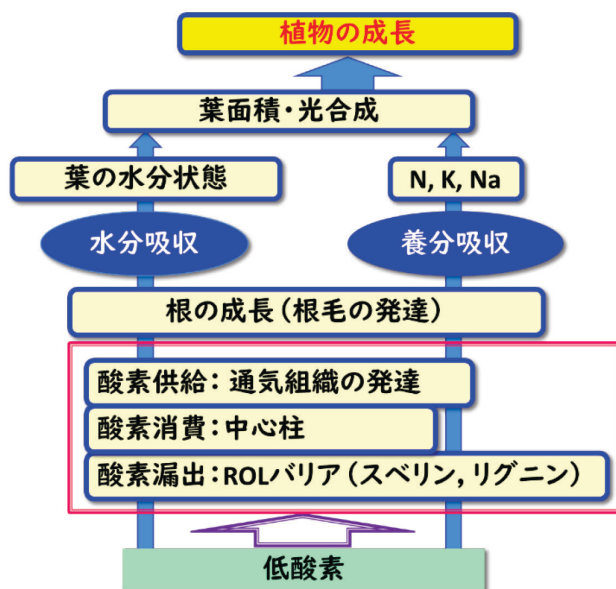 植物の成長
葉面積・光合成
葉の水分状態
N, K, Na
水分吸収
養分吸収
根の成長（根毛の発達）
酸素供給：通気組織の発達
酸素消費：中心柱
酸素漏出：ROLバリア（スベリン，リグニン）
低酸素